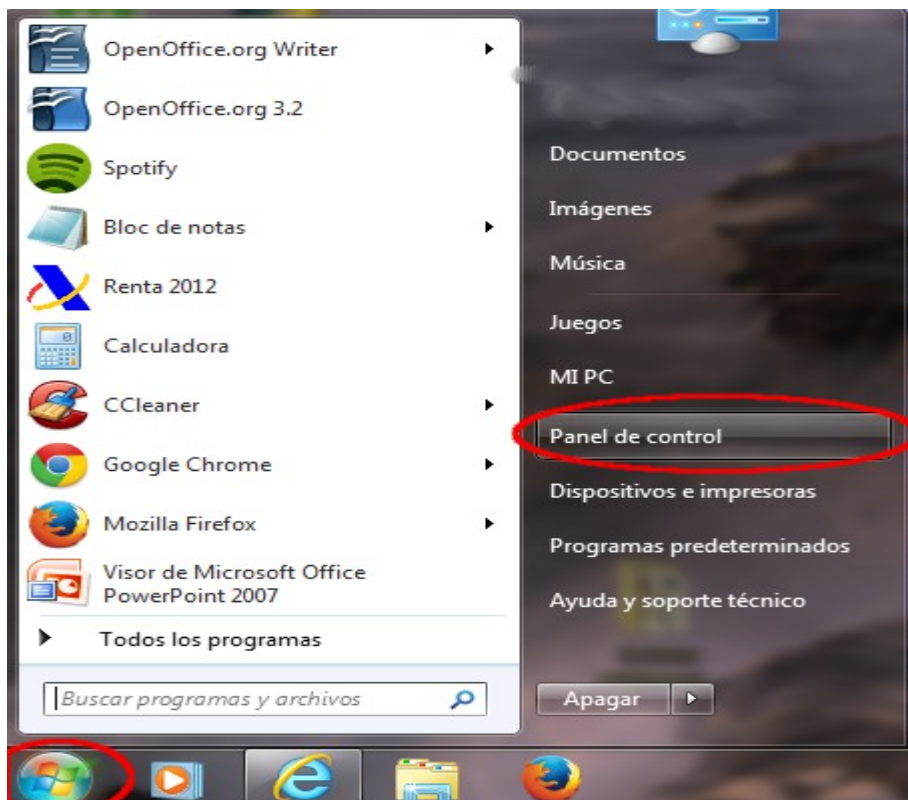 OpenOffice.org Writer
OpenOffice.org 3.2
Spotify
Bloc de notas
Renta 2012
Calculadora
CCleaner
Google Chrome
Mozilla Firefox
Visor de Microsoft Office
PowerPoint 2007
Todos los programas
Buscar programas y archivos
Documentos
Imágenes
Música
Juegos
MI PC
Panel de control
Dispositivos e impresoras
Programas predeterminados
Ayuda y soporte técnico
Apagar